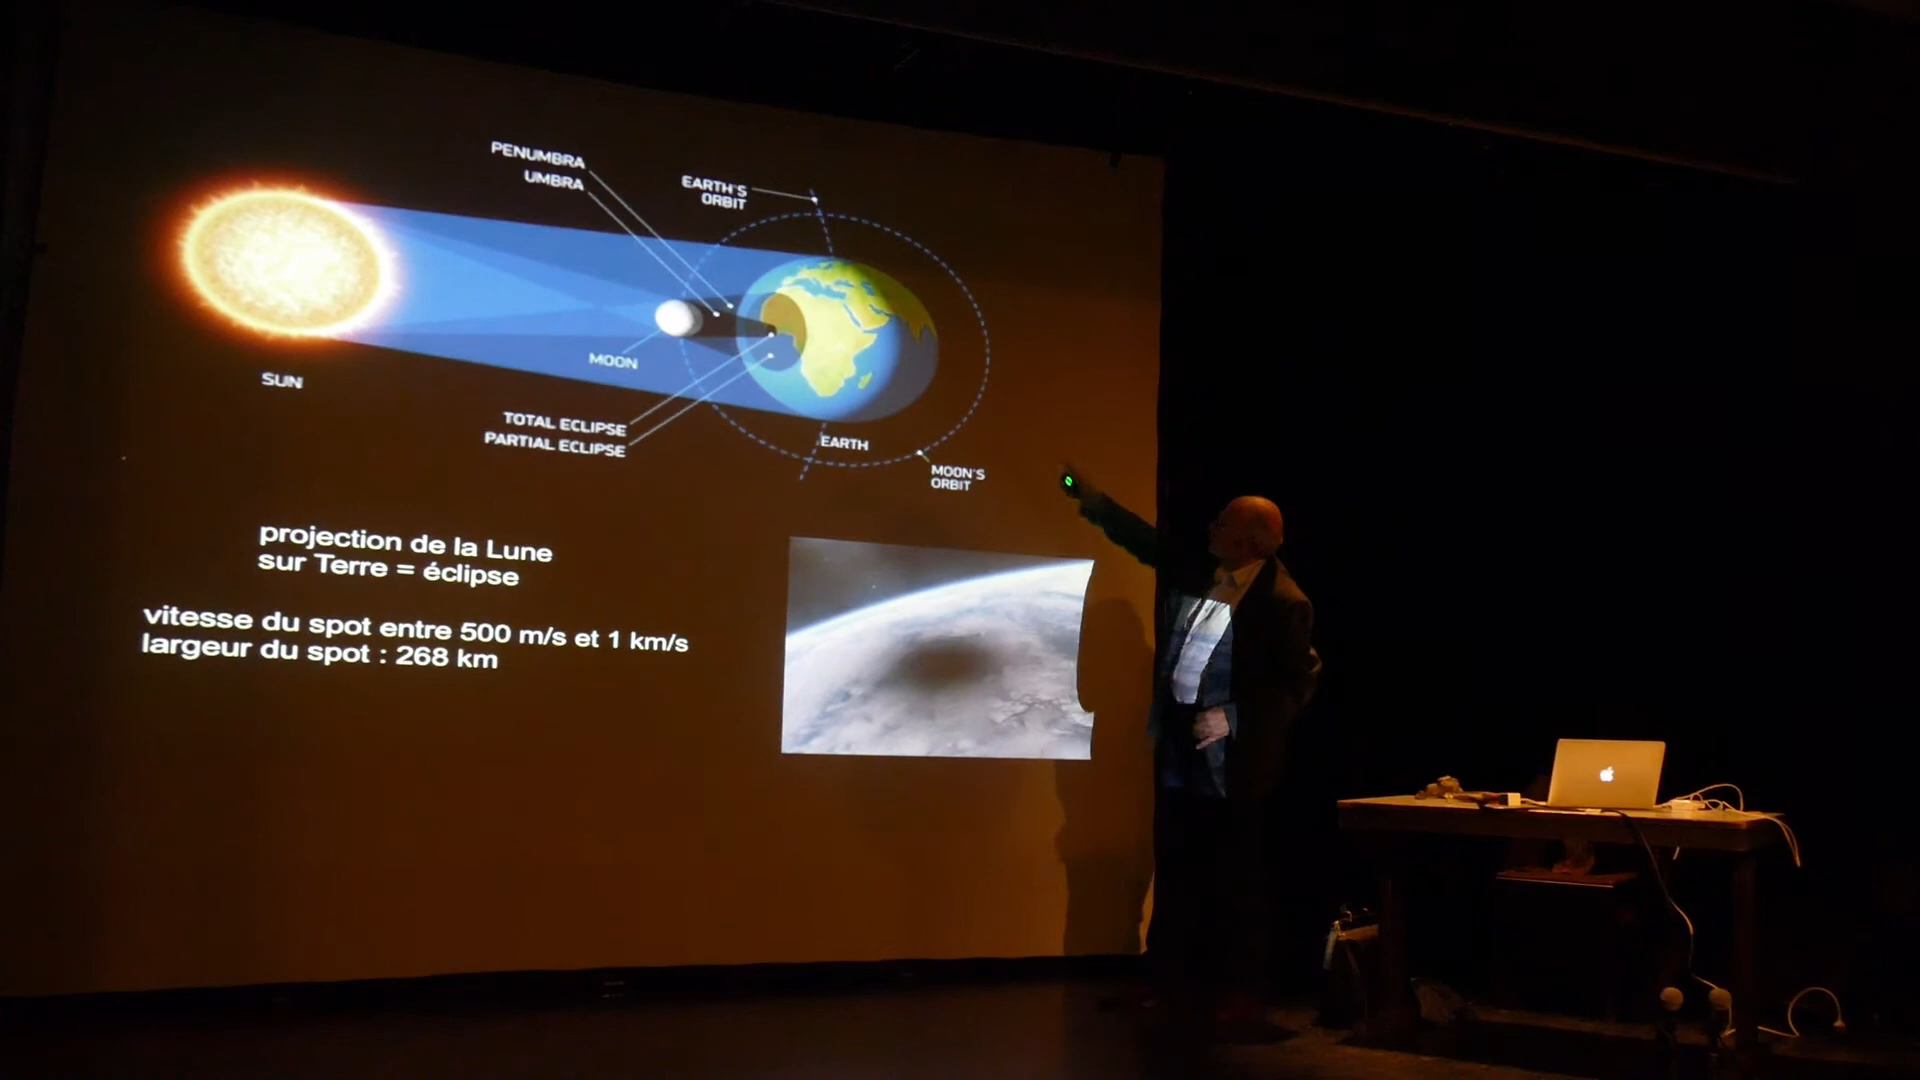 PENUMBRA
UMBRA
EARTH'S
ORBIT
MOON
SUN
TOTAL ECLIPSE
PARTIAL ECLIPSE
EARTH
MOON'S
ORBIT
projection de la Lune
sur Terre = éclipse
vitesse du spot entre 500 m/s et 1 km/s
largeur du spot : 268 km